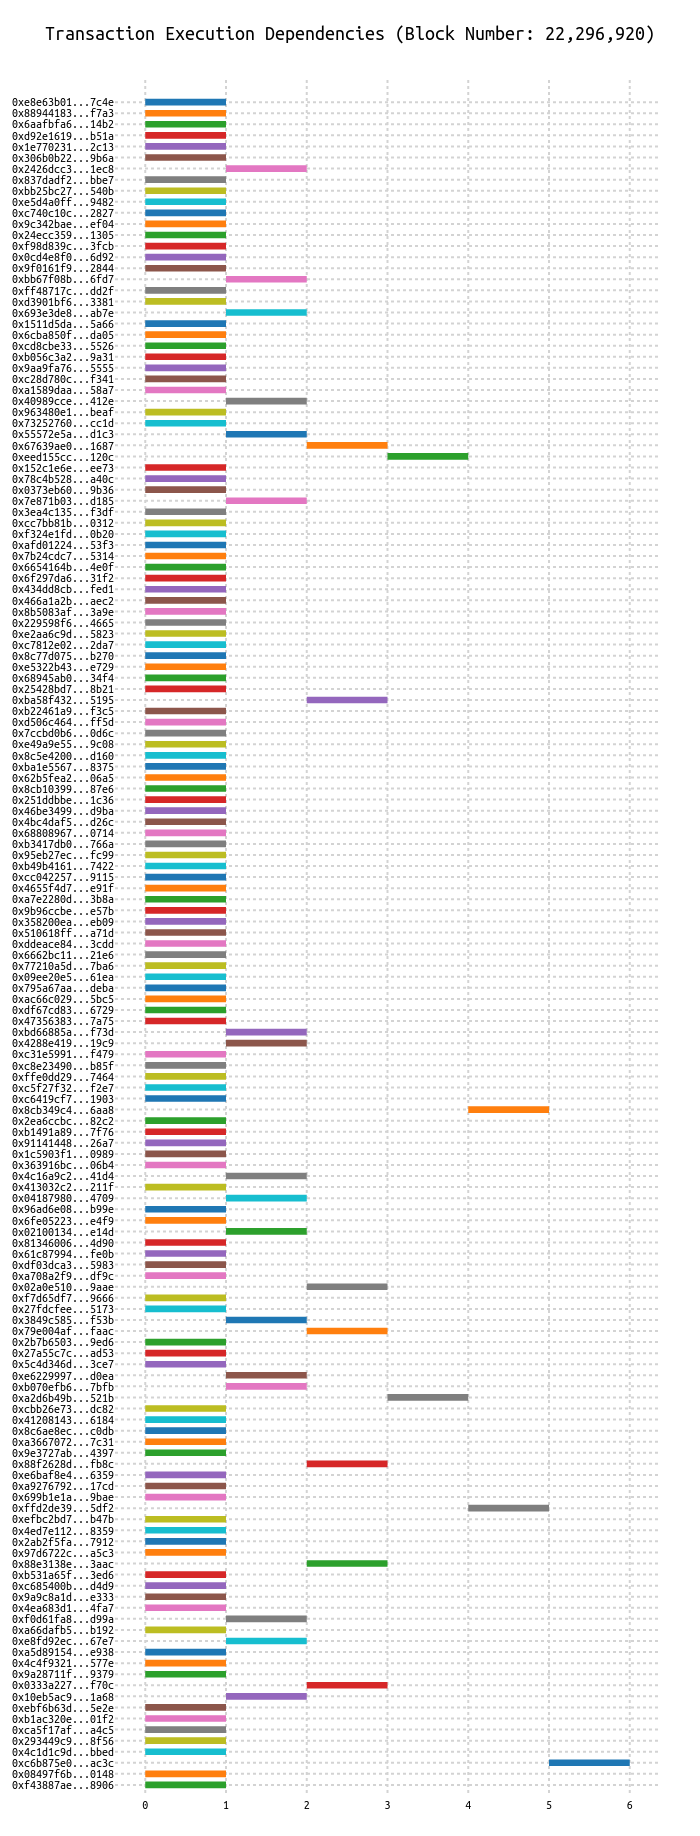 Transaction Execution Dependencies (Block Number: 22,296,920)
0xe8e63b01...7c4e
0x88944183...f7a3
0x6aafbfa6...14b2
0xd92e1619...b51a
0x1e770231...2c13
0x306b0b22...9b6a
0x2426dcc3...1ec8
0x837dadf2...bbe7
0xbb25bc27...540b
0xe5d4a0ff...9482
0xc740c10c...2827
0x9c342bae...ef04
0x24ecc359...1305
0xf98d839c...3fcb
0x0cd4e8f0...6d92
0x9f0161f9...2844
0xbb67f08b...6fd7
0xff48717c...dd2f
0xd3901bf6...3381
0x693e3de8...ab7e
0x1511d5da...5a66
0x6cba850f...da05
0xcd8cbe33...5526
0xb056c3a2...9a31
0x9aa9fa76...5555
0xc28d780c...f341
0xa1589daa...58a7
0x40989cce...412e
0x963480e1...beaf
0x73252760...cc1d
0x55572e5a...d1c3
0x67639ae0...1687
0xeed155cc...120c
0x152c1e6e...ee73
0x78c4b528...a40c
0x0373eb60...9b36
0x7e871b03...d185
0x3ea4c135...f3df
0xcc7bb81b...0312
0xf324e1fd...0b20
0xafd01224...53f3
0x7b24cdc7...5314
0x6654164b...4e0f
0x6f297da6...31f2
0x434dd8cb...fed1
0x466a1a2b...aec2
0x8b5083af...3a9e
0x229598f6...4665
0xe2aa6c9d...5823
0xc7812e02...2da7
0x8c77d075...b270
0xe5322b43...e729
0x68945ab0...34f4
0x25428bd7...8b21
0xba58f432...5195
0xb22461a9...f3c5
0xd506c464...ff5d
0x7ccbd0b6...0d6c
0xe49a9e55...9c08
0x8c5e4200...d160
0xba1e5567...8375
0x62b5fea2...06a5
0x8cb10399...87e6
0x251ddbbe...1c36
0x46be3499...d9ba
0x4bc4daf5...d26c
0x68808967...0714
0xb3417db0...766a
0x95eb27ec...fc99
0xb49b4161...7422
0xcc042257...9115
0x4655f4d7...e91f
0xa7e2280d...3b8a
0x9b96ccbe...e57b
0x358200ea...eb09
0x510618ff...a71d
0xddeace84...3cdd
0x6662bc11...21e6
0x77210a5d...7ba6
0x09ee20e5...61ea
0x795a67aa...deba
0xac66c029...5bc5
0xdf67cd83...6729
0x47356383...7a75
0xbd66885a...f73d
0x4288e419...19c9
0xc31e5991...f479
0xc8e23490...b85f
0xffe0dd29...7464
0xc5f27f32...f2e7
0xc6419cf7...1903
0x8cb349c4...6aa8
0x2ea6ccbc...82c2
0xb1491a89...7f76
0x91141448...26a7
0x1c5903f1...0989
0x363916bc...06b4
0x4c16a9c2...41d4
0x413032c2...211f
0x04187980...4709
0x96ad6e08...b99e
0x6fe05223...e4f9
0x02100134...e14d
0x81346006...4d90
0x61c87994...fe0b
0xdf03dca3...5983
0xa708a2f9...df9c
0x02a0e510...9aae
0xf7d65df7...9666
0x27fdcfee...5173
0x3849c585...f53b
0x79e004af...faac
0x2b7b6503...9ed6
0x27a55c7c...ad53
0x5c4d346d...3ce7
0xe6229997...d0ea
0xb070efb6...7bfb
0xa2d6b49b...521b
0xcbb26e73...dc82
0x41208143...6184
0x8c6ae8ec...c0db
0xa3667072...7c31
0x9e3727ab...4397
0x88f2628d...fb8c
0xe6baf8e4...6359
0xa9276792...17cd
0x699b1e1a...9bae
0xffd2de39...5df2
0xefbc2bd7...b47b
0x4ed7e112...8359
0x2ab2f5fa...7912
0x97d6722c...a5c3
0x88e3138e...3aac
0xb531a65f...3ed6
0xc685400b...d4d9
0x9a9c8a1d...e333
0x4ea683d1...4fa7
0xf0d61fa8...d99a
0xa66dafb5...b192
0xe8fd92ec...67e7
0xa5d89154...e938
0x4c4f9321...577e
0x9a28711f...9379
0x0333a227...f70c
0x10eb5ac9...1a68
0xebf6b63d...5e2e
0xb1ac320e...01f2
0xca5f17af...a4c5
0x293449c9...8f56
0x4c1d1c9d...bbed
0xc6b875e0...ac3c
0x08497f6b...0148
0xf43887ae...8906
0 1 2 3 4 5 6